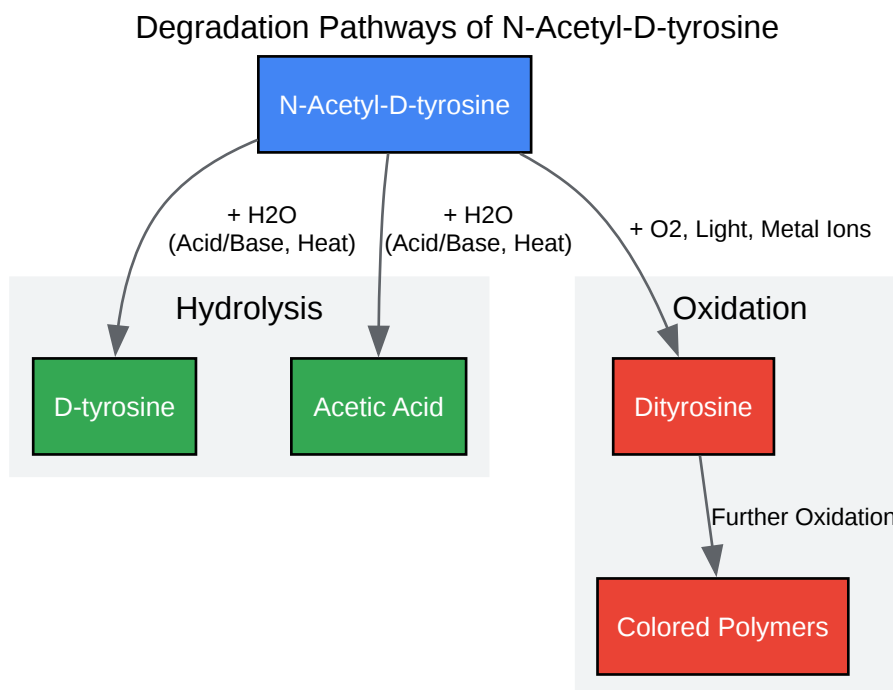 Degradation Pathways of N-Acetyl-D-tyrosine
N-Acetyl-D-tyrosine
+ H2O
(Acid/Base, Heat)
+ H2O
(Acid/Base, Heat)
+ O2, Light, Metal Ions
Hydrolysis
Oxidation
D-tyrosine
Acetic Acid
Dityrosine
Further Oxidation
Colored Polymers